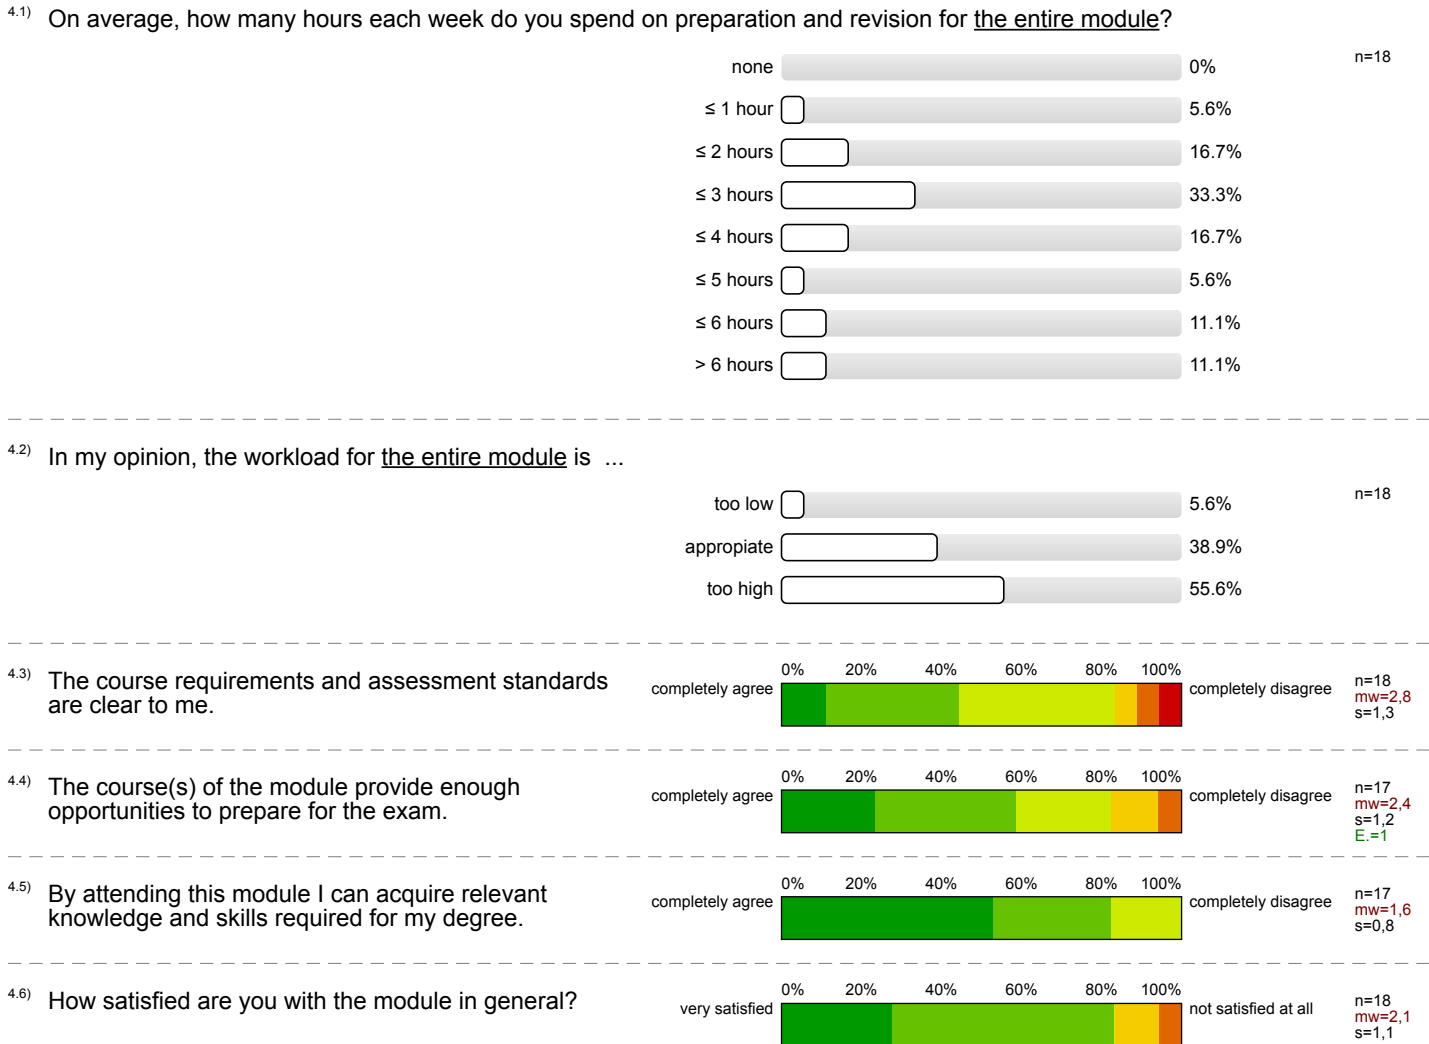 4.1) On average, how many hours each week do you spend on preparation and revision for the entire module?
n=18
none 0%
≤ 1 hour 5.6%
≤ 2 hours 16.7%
≤ 3 hours 33.3%
≤ 4 hours 16.7%
≤ 5 hours 5.6%
≤ 6 hours 11.1%
> 6 hours 11.1%
4.2) In my opinion, the workload for the entire module is ...
n=18
too low 5.6%
appropiate 38.9%
too high 55.6%
4.3) The course requirements and assessment standards
are clear to me.
0% 20% 40% 60% 80% 100%
completely agree completely disagree
n=18
mw=2,8
s=1,3
4.4) The course(s) of the module provide enough
opportunities to prepare for the exam.
0% 20% 40% 60% 80% 100%
completely agree completely disagree
n=17
mw=2,4
s=1,2
E.=1
4.5) By attending this module I can acquire relevant
knowledge and skills required for my degree.
0% 20% 40% 60% 80% 100%
completely agree completely disagree
n=17
mw=1,6
s=0,8
4.6) How satisfied are you with the module in general?
0% 20% 40% 60% 80% 100%
very satisfied not satisfied at all
n=18
mw=2,1
s=1,1